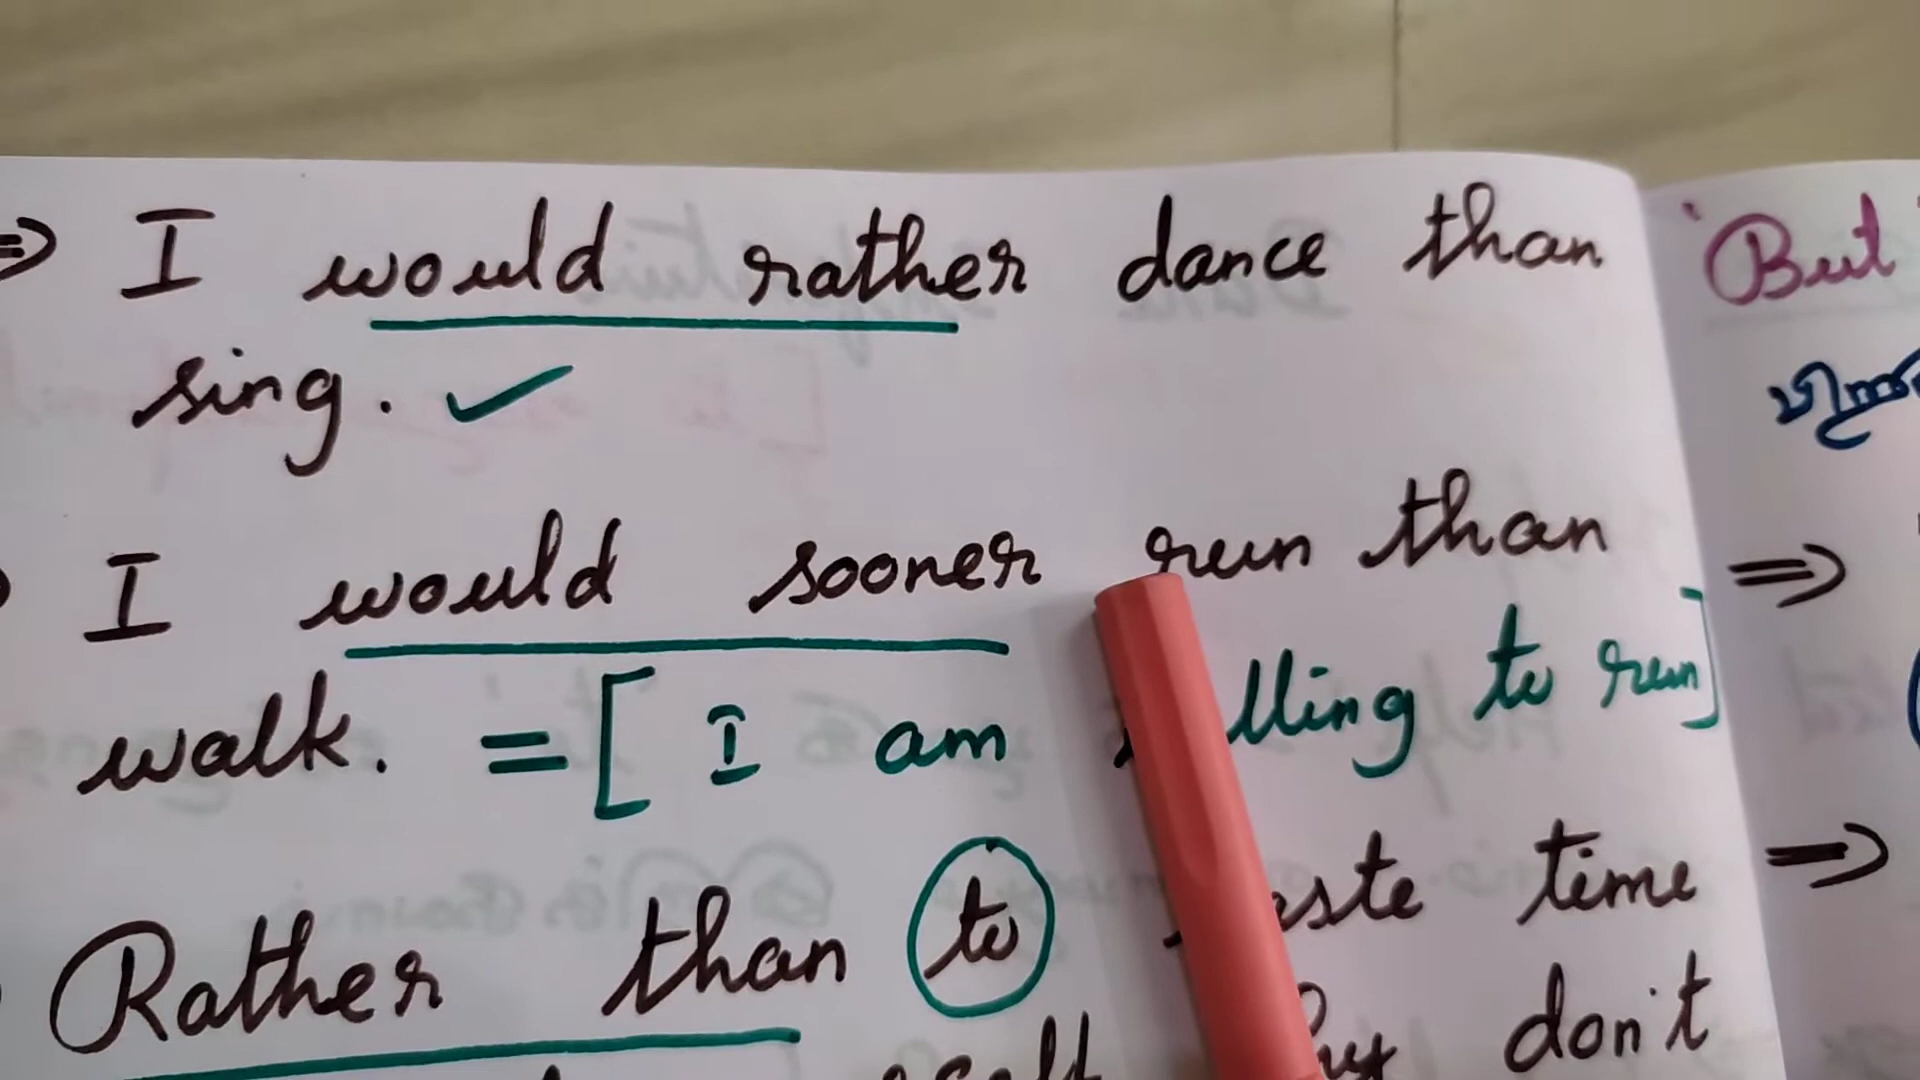 ⇒ I would rather dance than
sing. ✓
I would sooner run than
walk. = [ I am lling to run]
Rather than to time
don't
'But'
⇒
⇒